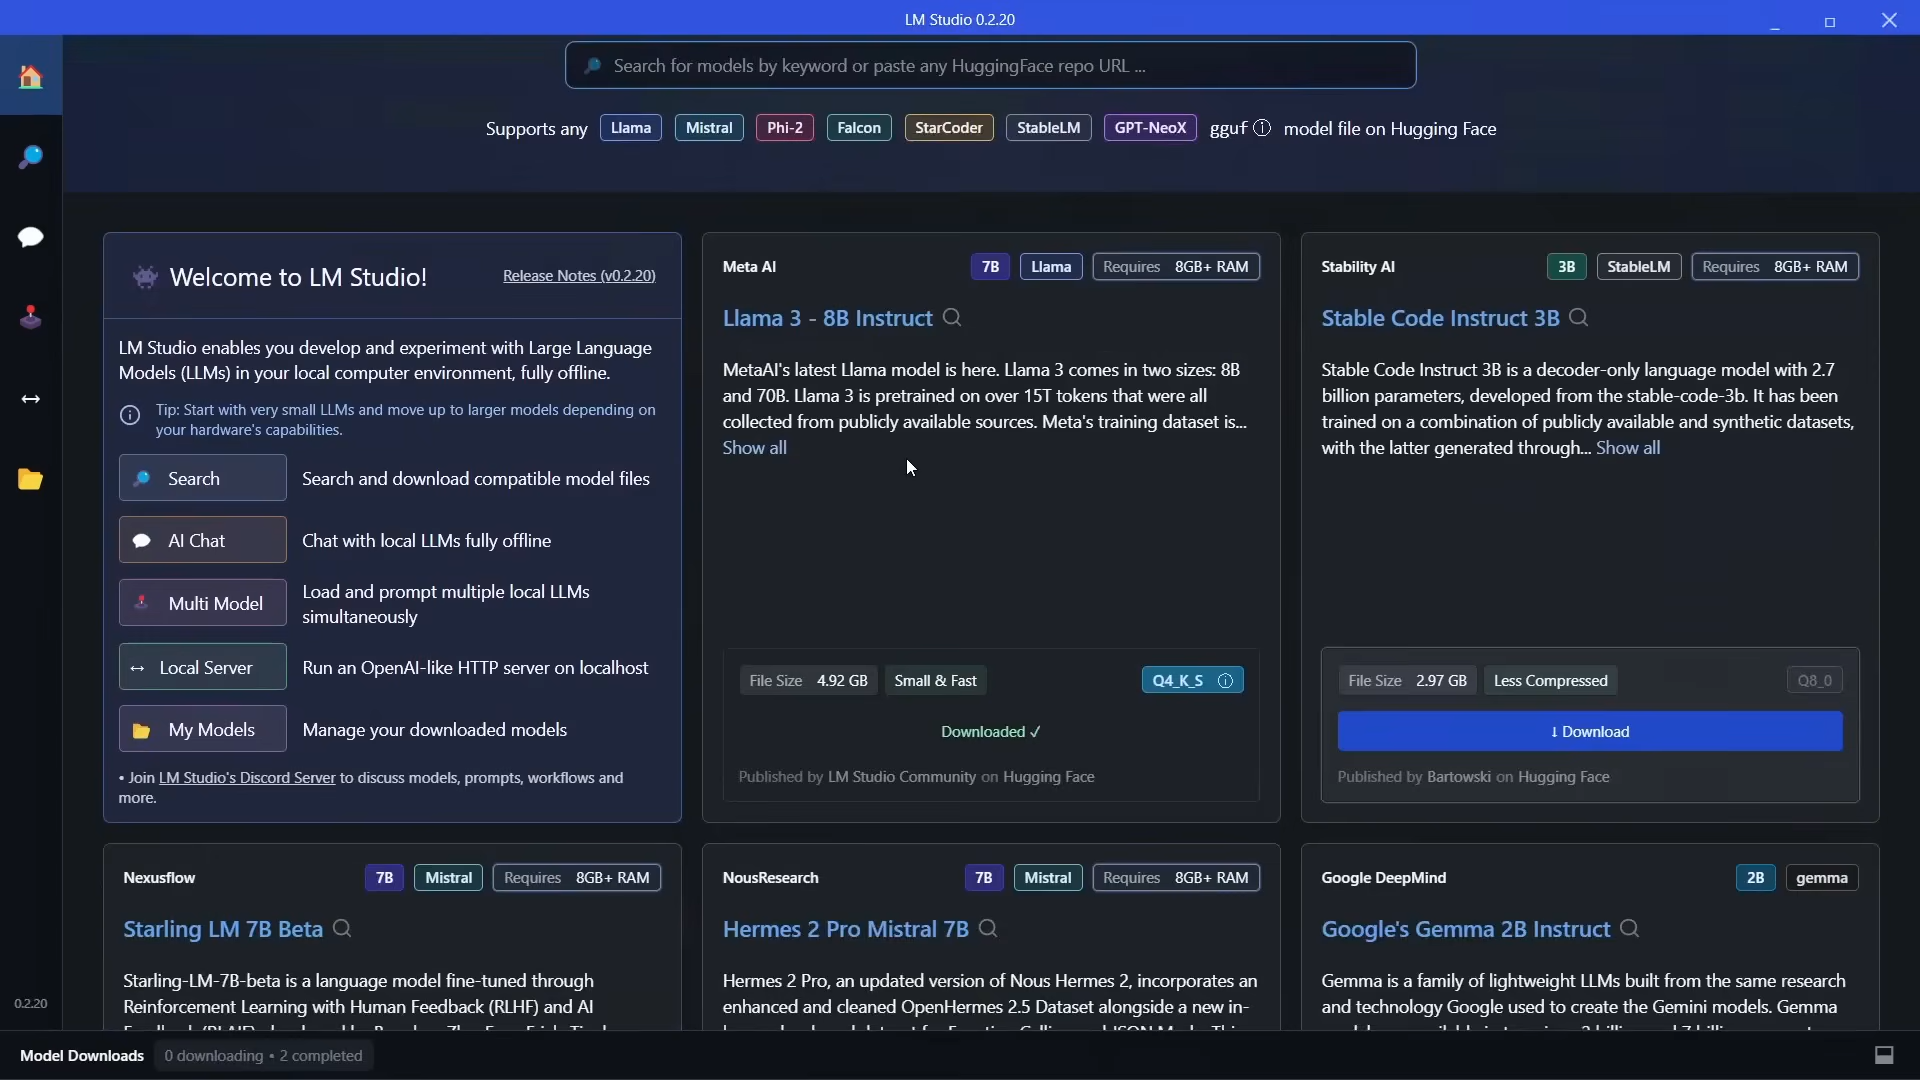 LM Studio 0.2.20
Search for models by keyword or paste any HuggingFace repo URL ...
Supports any Llama Mistral Phi-2 Falcon StarCoder StableLM GPT-NeoX gguf model file on Hugging Face
Welcome to LM Studio!
Release Notes (v0.2.20)
LM Studio enables you develop and experiment with Large Language
Models (LLMs) in your local computer environment, fully offline.
Tip: Start with very small LLMs and move up to larger models depending on
your hardware's capabilities.
Search
Search and download compatible model files
AI Chat
Chat with local LLMs fully offline
Multi Model
Load and prompt multiple local LLMs
simultaneously
Local Server
Run an OpenAI-like HTTP server on localhost
My Models
Manage your downloaded models
• Join LM Studio's Discord Server to discuss models, prompts, workflows and
more.
Meta AI
7B Llama Requires 8GB+ RAM
Llama 3 - 8B Instruct
MetaAI's latest Llama model is here. Llama 3 comes in two sizes: 8B
and 70B. Llama 3 is pretrained on over 15T tokens that were all
collected from publicly available sources. Meta's training dataset is...
Show all
File Size 4.92 GB Small & Fast Q4_K_S
Downloaded ✓
Published by LM Studio Community on Hugging Face
Stability AI
3B StableLM Requires 8GB+ RAM
Stable Code Instruct 3B
Stable Code Instruct 3B is a decoder-only language model with 2.7
billion parameters, developed from the stable-code-3b. It has been
trained on a combination of publicly available and synthetic datasets,
with the latter generated through... Show all
File Size 2.97 GB Less Compressed Q8_0
↓ Download
Published by Bartowski on Hugging Face
Nexusflow
7B Mistral Requires 8GB+ RAM
Starling LM 7B Beta
Starling-LM-7B-beta is a language model fine-tuned through
Reinforcement Learning with Human Feedback (RLHF) and AI
NousResearch
7B Mistral Requires 8GB+ RAM
Hermes 2 Pro Mistral 7B
Hermes 2 Pro, an updated version of Nous Hermes 2, incorporates an
enhanced and cleaned OpenHermes 2.5 Dataset alongside a new in-
Google DeepMind
2B gemma
Google's Gemma 2B Instruct
Gemma is a family of lightweight LLMs built from the same research
and technology Google used to create the Gemini models. Gemma
0.2.20
Model Downloads 0 downloading • 2 completed